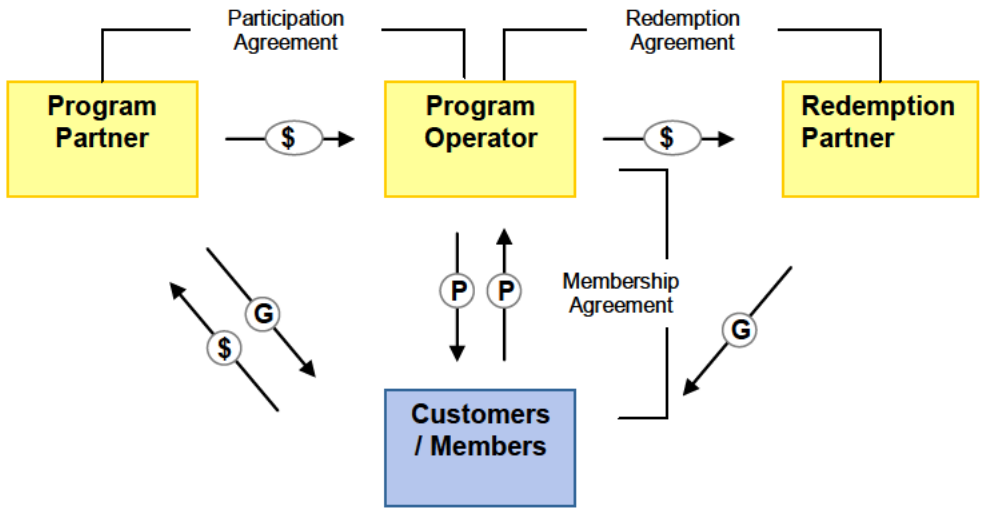 Participation
Agreement
Redemption
Agreement
Program
Partner
Program
Operator
Redemption
Partner
$
$
P
P
Membership
Agreement
G
$
G
Customers
/ Members